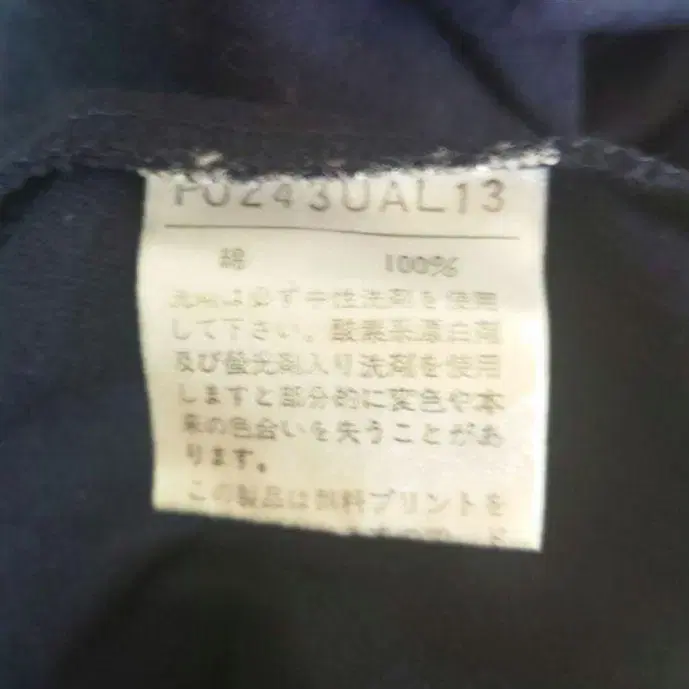 P0243UAL13
綿 100%
洗濯は必ず中性洗剤を使用
して下さい。酸素系漂白剤
及び螢光剤入り洗剤を使用
しますと部分的に変色や本
来の色合いを失うことがあ
ります。
この製品は顔料プリントを